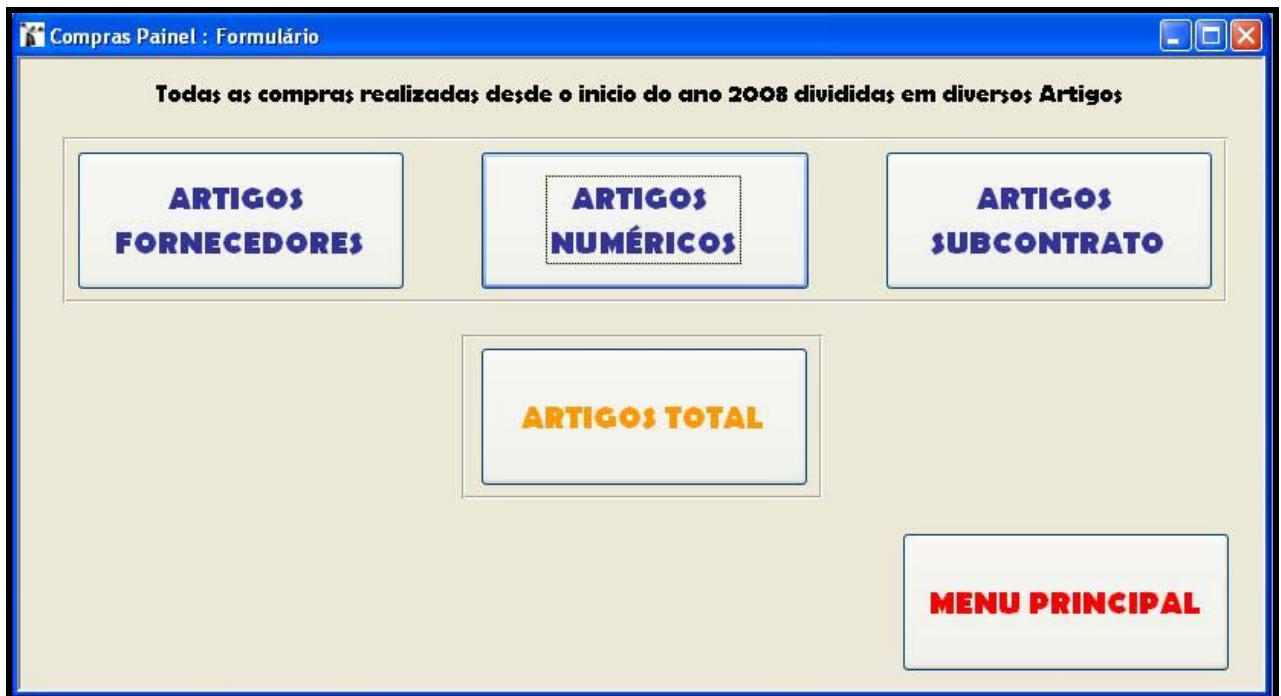 Compras Painel : Formulário
Todas as compras realizadas desde o inicio do ano 2008 divididas em diversos Artigos
ARTIGOS
FORNECEDORES
ARTIGOS
NUMÉRICOS
ARTIGOS
SUBCONTRATO
ARTIGOS TOTAL
MENU PRINCIPAL